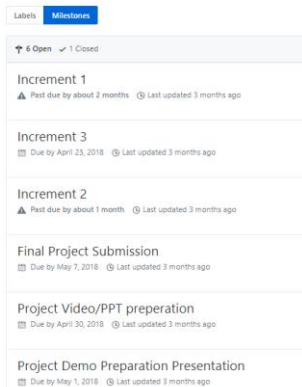 Labels Milestones
6 Open 1 Closed
Increment 1
Past due by about 2 months Last updated 3 months ago
Increment 3
Due by April 23, 2018 Last updated 3 months ago
Increment 2
Past due by about 1 month Last updated 3 months ago
Final Project Submission
Due by May 7, 2018 Last updated 3 months ago
Project Video/PPT preperation
Due by April 30, 2018 Last updated 3 months ago
Project Demo Preparation Presentation
Due by May 1, 2018 Last updated 3 months ago